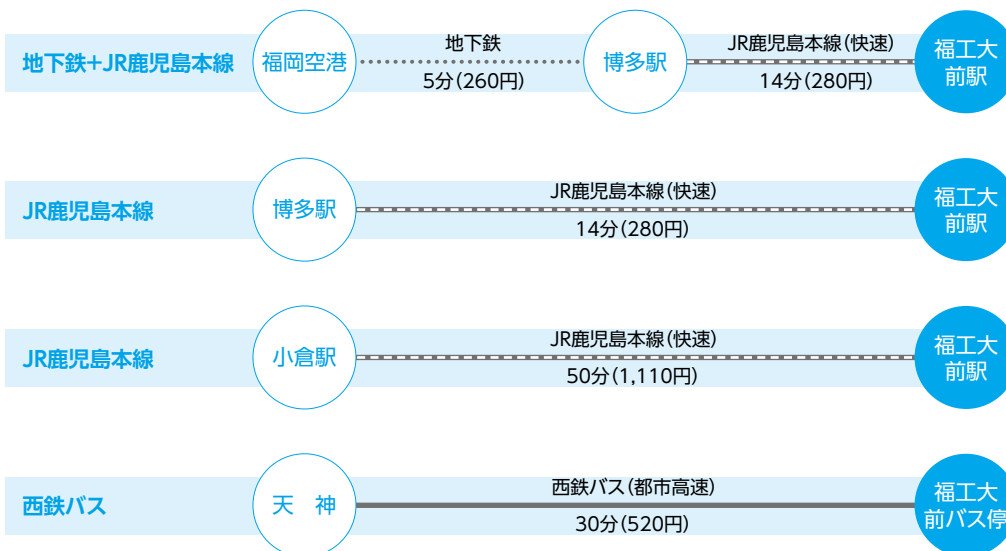 地下鉄+JR鹿児島本線
福岡空港
地下鉄
5分(260円)
博多駅
JR鹿児島本線(快速)
14分(280円)
福工大
前駅
JR鹿児島本線
博多駅
JR鹿児島本線(快速)
14分(280円)
福工大
前駅
JR鹿児島本線
小倉駅
JR鹿児島本線(快速)
50分(1,110円)
福工大
前駅
西鉄バス
天 神
西鉄バス(都市高速)
30分(520円)
福工大
前バス停